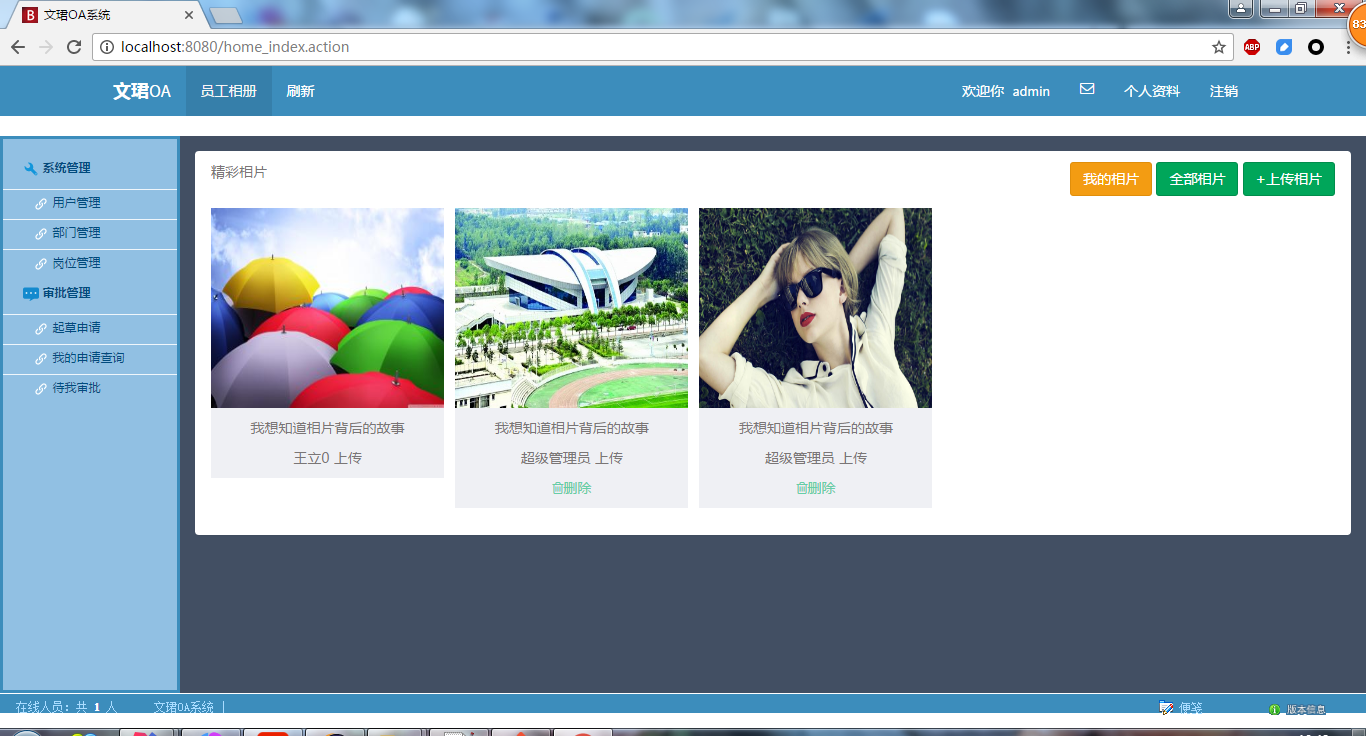 文珺OA系统
83
localhost:8080/home_index.action
ABP
文珺OA 员工相册 刷新 欢迎你 admin 个人资料 注销
系统管理
用户管理
部门管理
岗位管理
审批管理
起草申请
我的申请查询
待我审批
精彩相片 我的相片 全部相片 +上传相片
我想知道相片背后的故事 我想知道相片背后的故事 我想知道相片背后的故事
王立0 上传 超级管理员 上传 超级管理员 上传
删除 删除
在线人员: 共 1 人 文珺OA系统 | 便笺 版本信息